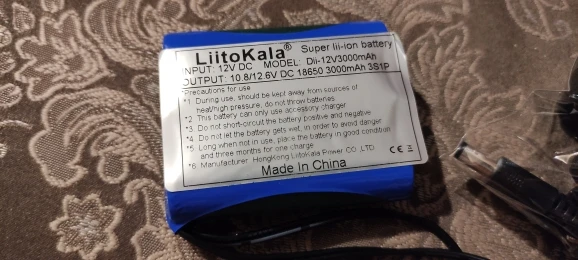 LiitoKala® Super lii-ion battery
INPUT: 12V DC MODEL: Dli-12V3000mAh
OUTPUT: 10.8/12.6V DC 18650 3000mAh 3S1P
*Precautions for use
*1 During use, should be kept away from sources of
heat/high pressure, do not throw batteries
*2 This battery can only use accessory charger
*3 Do not short-circuit the battery positive and negative
*4 Do not let the battery gets wet, in order to avoid danger
*5 Long when not in use, place the battery in good condition
and three months for one charge
*6 Manufacturer HongKong LiitoKala Power CO.,LTD
CE
Made in China